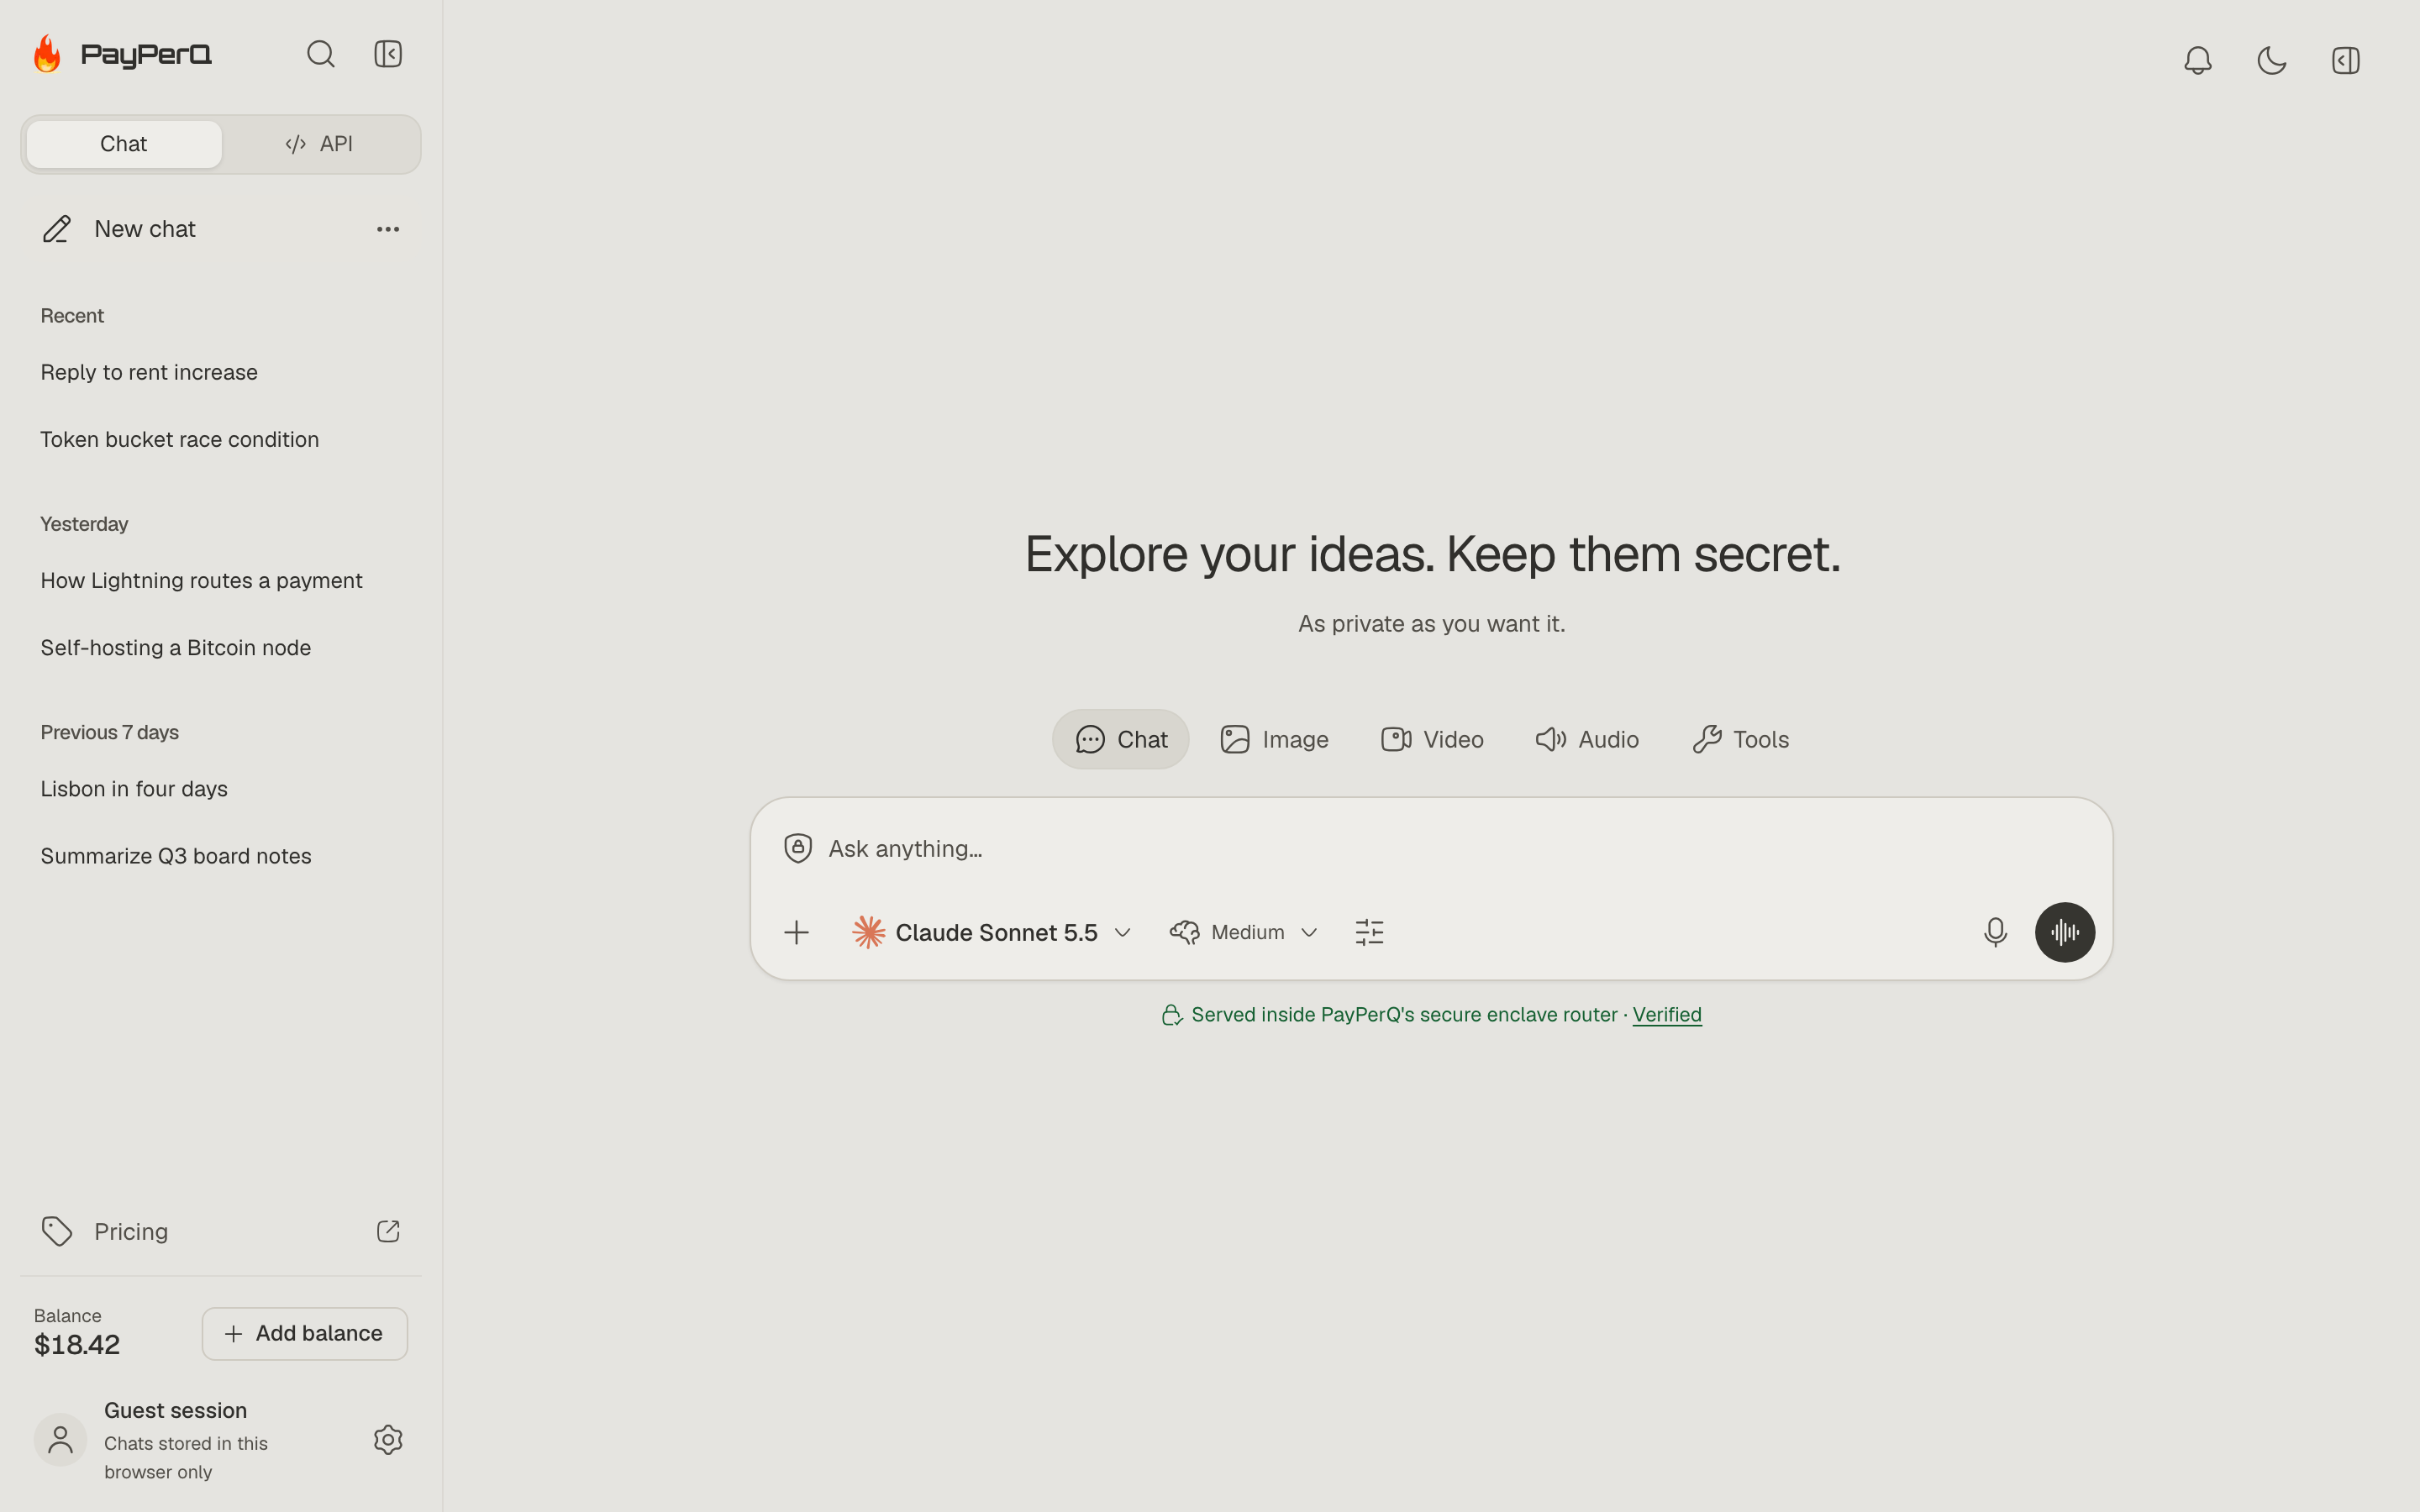 PayPerQ
Chat
API
New chat
Recent
Reply to rent increase
Token bucket race condition
Yesterday
How Lightning routes a payment
Self-hosting a Bitcoin node
Previous 7 days
Lisbon in four days
Summarize Q3 board notes
Pricing
Balance
$18.42
Add balance
Guest session
Chats stored in this
browser only
Explore your ideas. Keep them secret.
As private as you want it.
Chat
Image
Video
Audio
Tools
Ask anything...
Claude Sonnet 5.5
Medium
Served inside PayPerQ's secure enclave router · Verified